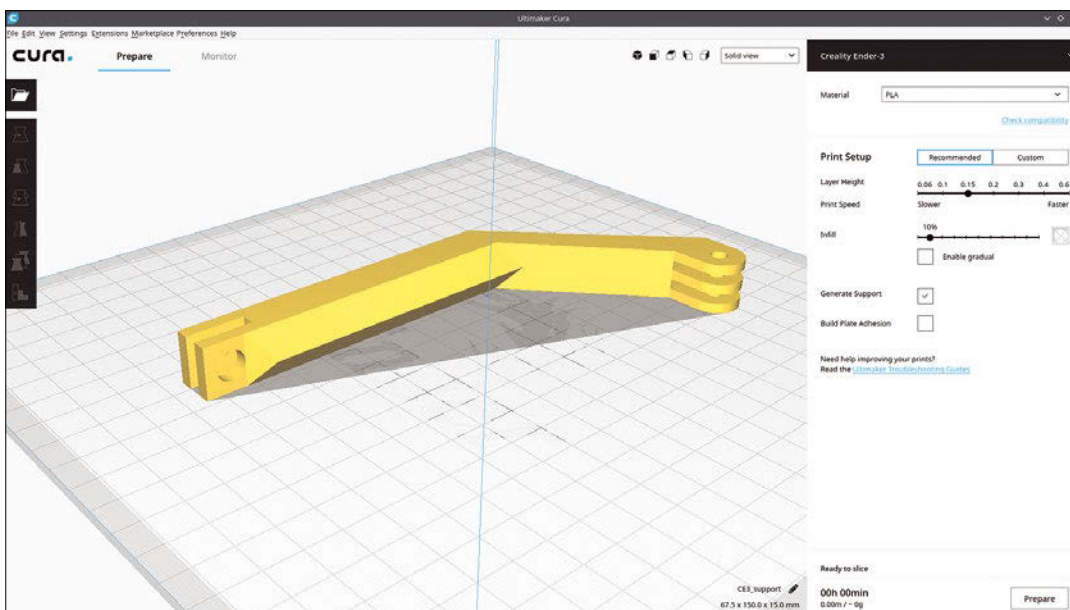 Ultimaker Cura
File Edit View Settings Extensions Marketplace Preferences Help
cura.
Prepare
Monitor
Solid view
Creality Ender-3
Material
PLA
Check compatibility
Print Setup
Recommended
Custom
Layer Height
0.06 0.1 0.15 0.2 0.3 0.4 0.6
Print Speed
Slower
Faster
Infill
10%
Enable gradual
Generate Support
Build Plate Adhesion
Need help improving your prints?
Read the Ultimaker Troubleshooting Guides
Ready to slice
CE3_support
67.5 x 150.0 x 15.0 mm
00h 00min
0.00m / ~ 0g
Prepare